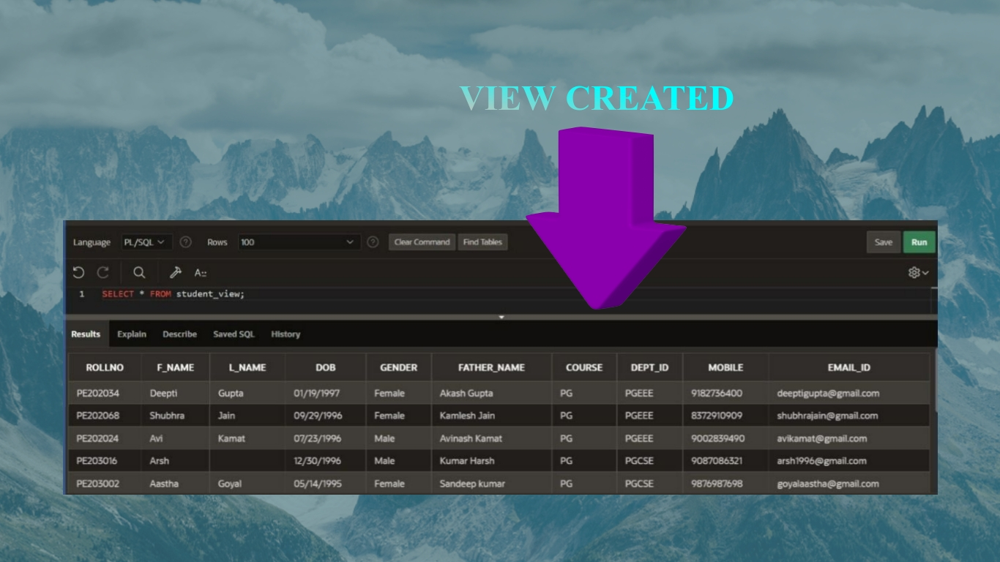 VIEW CREATED
Language PL/SQL ? Rows 100 ? Clear Command Find Tables Save Run
A::
1 SELECT * FROM student_view;
Results Explain Describe Saved SQL History
ROLLNO F_NAME L_NAME DOB GENDER FATHER_NAME COURSE DEPT_ID MOBILE EMAIL_ID
PE202034 Deepti Gupta 01/19/1997 Female Akash Gupta PG PGEEE 9182736400 deeptigupta@gmail.com
PE202068 Shubhra Jain 09/29/1996 Female Kamlesh Jain PG PGEEE 8372910909 shubhrajain@gmail.com
PE202024 Avi Kamat 07/23/1996 Male Avinash Kamat PG PGEEE 9002839490 avikamat@gmail.com
PE203016 Arsh 12/30/1996 Male Kumar Harsh PG PGCSE 9087086321 arsh1996@gmail.com
PE203002 Aastha Goyal 05/14/1995 Female Sandeep kumar PG PGCSE 9876987698 goyalaastha@gmail.com